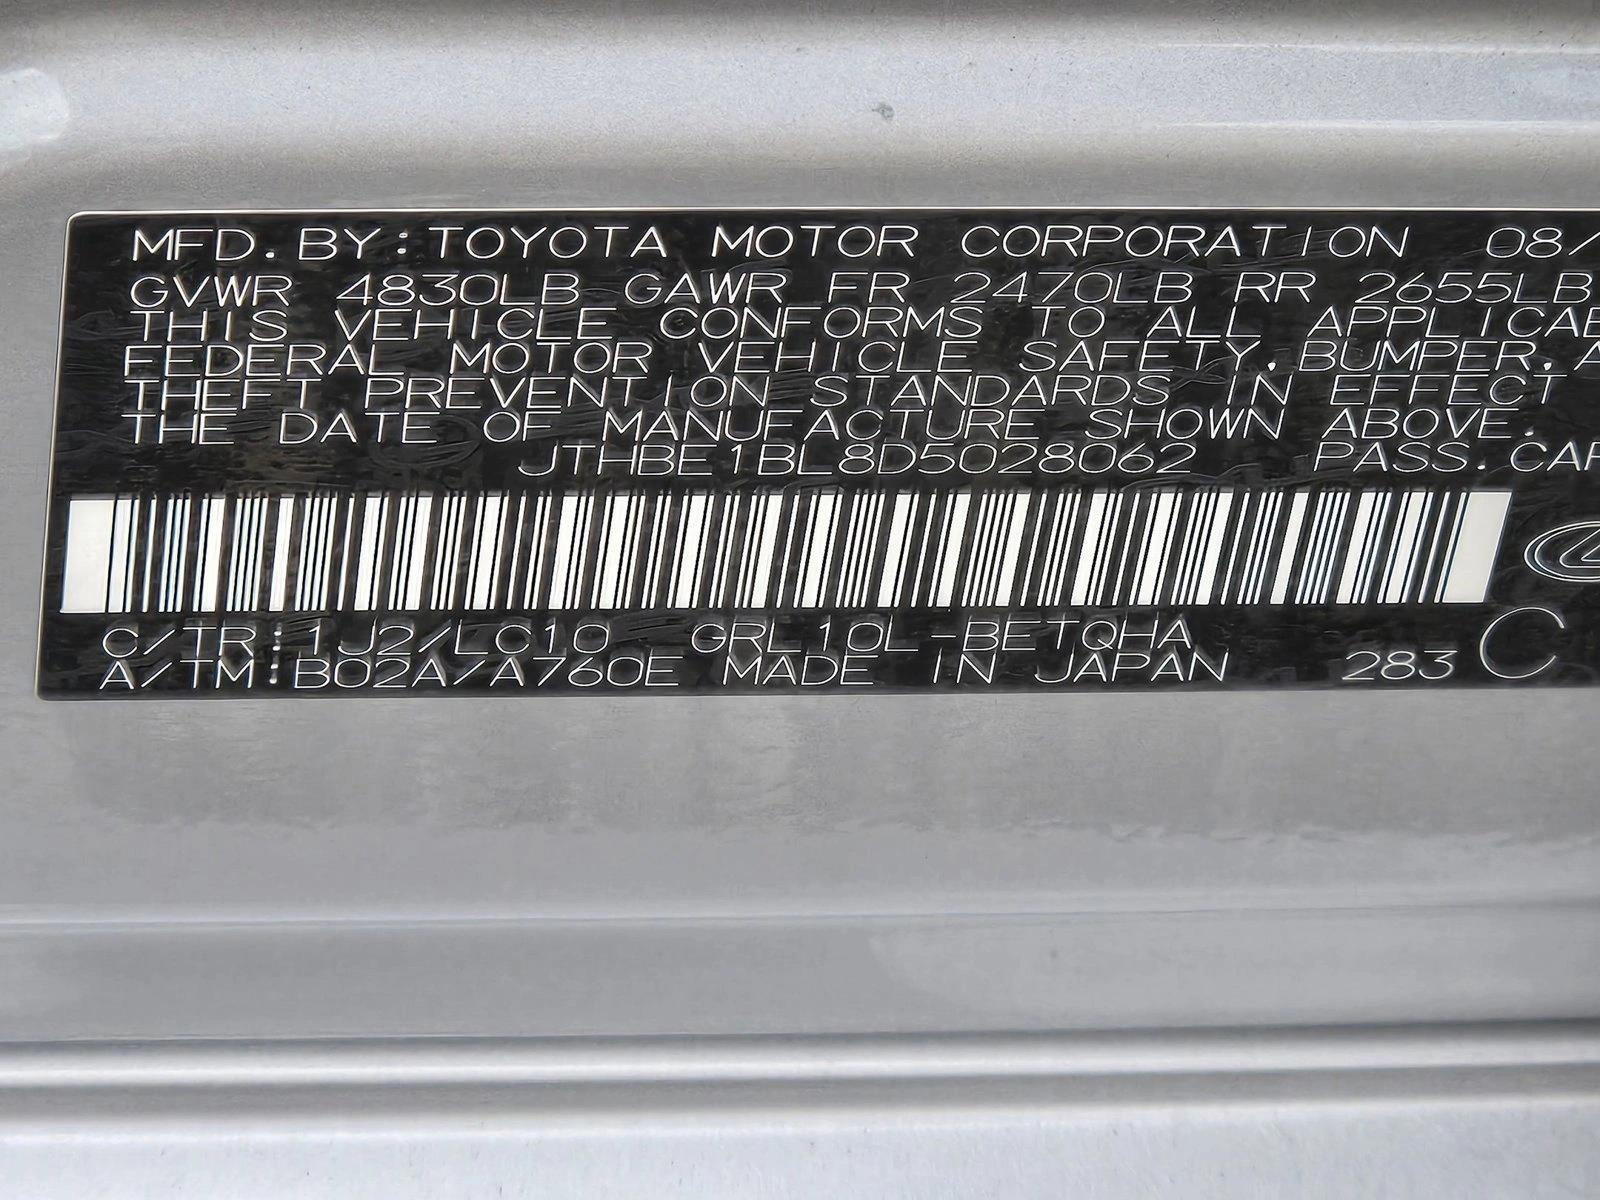 MFD. BY: TOYOTA MOTOR CORPORATION 08/
GVWR 4830LB GAWR FR 2470LB RR 2655LB
THIS VEHICLE CONFORMS TO ALL APPLICAB
FEDERAL MOTOR VEHICLE SAFETY, BUMPER, A
THEFT PREVENTION STANDARDS IN EFFECT
THE DATE OF MANUFACTURE SHOWN ABOVE.
JTHBE1BL8D5028062 PASS. CAR
C/TR: 1J2/LC10 GRL10L-BETQHA
A/TM: B02A/A760E MADE IN JAPAN 283 C